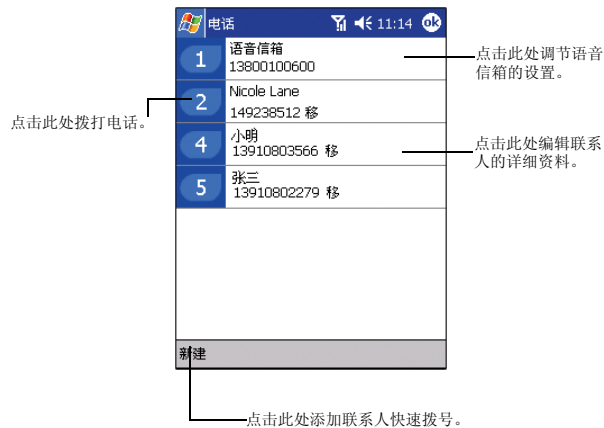 电话 11:14 ok
1 语音信箱
13800100600
2 Nicole Lane
149238512 移
4 小明
13910803566 移
5 张三
13910802279 移
新建
点击此处拨打电话。
点击此处调节语音
信箱的设置。
点击此处编辑联系
人的详细资料。
点击此处添加联系人快速拨号。